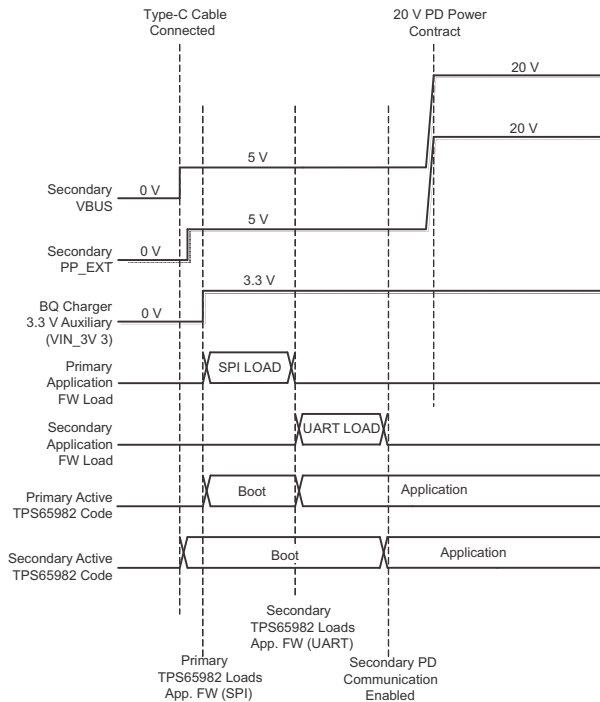 Type-C Cable
Connected
20 V PD Power
Contract
20 V
20 V
5 V
Secondary
VBUS
0 V
5 V
Secondary
PP_EXT
0 V
3.3 V
BQ Charger
3.3 V Auxiliary
(VIN_3V 3)
0 V
Primary
Application
FW Load
SPI LOAD
Secondary
Application
FW Load
UART LOAD
Primary Active
TPS65982 Code
Boot
Application
Secondary Active
TPS65982 Code
Boot
Application
Secondary
TPS65982 Loads
App. FW (UART)
Primary
TPS65982 Loads
App. FW (SPI)
Secondary PD
Communication
Enabled